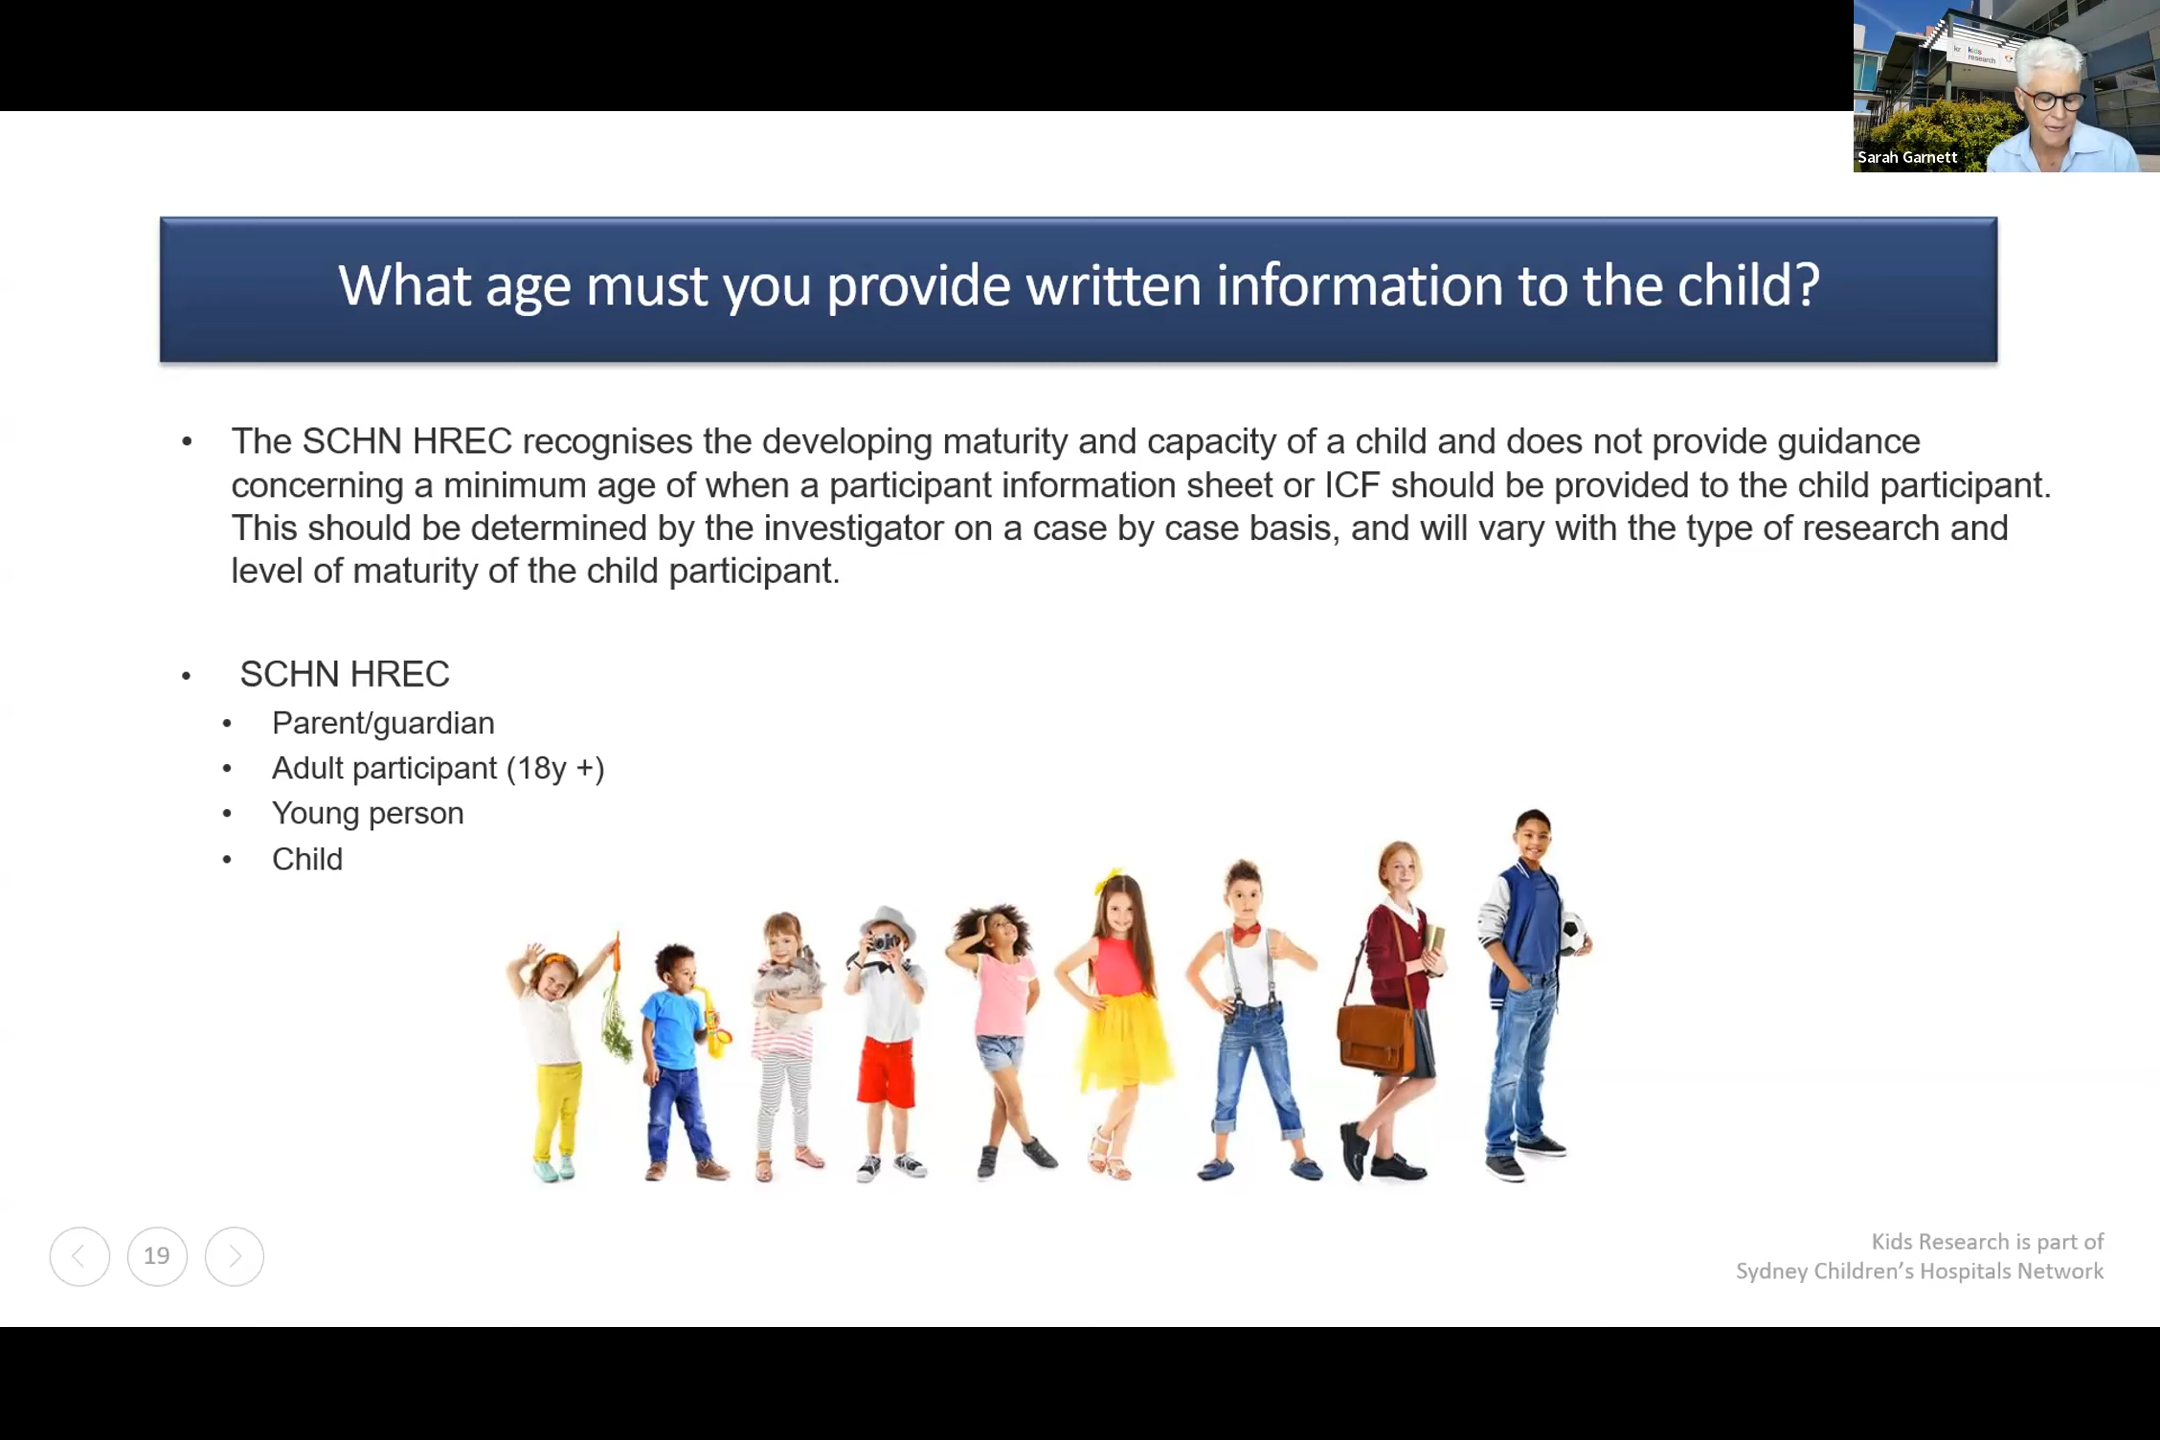 kids
research
Sarah Garnett
What age must you provide written information to the child?
• The SCHN HREC recognises the developing maturity and capacity of a child and does not provide guidance
concerning a minimum age of when a participant information sheet or ICF should be provided to the child participant.
This should be determined by the investigator on a case by case basis, and will vary with the type of research and
level of maturity of the child participant.
• SCHN HREC
• Parent/guardian
• Adult participant (18y +)
• Young person
• Child
19
Kids Research is part of
Sydney Children's Hospitals Network